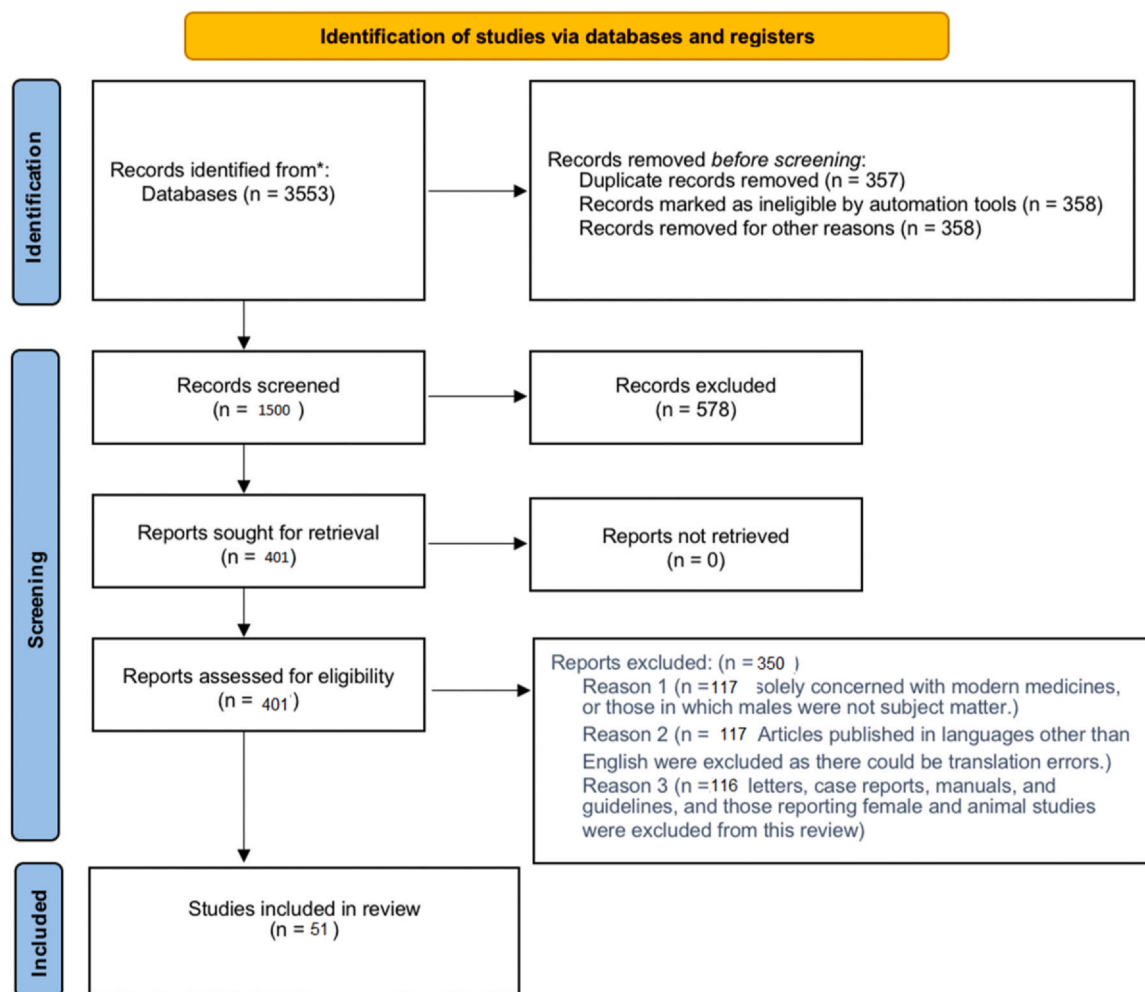 Identification of studies via databases and registers
Identification
Records identified from*:
Databases (n = 3553)
Records removed before screening:
Duplicate records removed (n = 357)
Records marked as ineligible by automation tools (n = 358)
Records removed for other reasons (n = 358)
Screening
Records screened
(n = 1500 )
Records excluded
(n = 578)
Reports sought for retrieval
(n = 401)
Reports not retrieved
(n = 0)
Reports assessed for eligibility
(n = 401)
Reports excluded: (n = 350 )
Reason 1 (n =117 solely concerned with modern medicines,
or those in which males were not subject matter.)
Reason 2 (n = 117 Articles published in languages other than
English were excluded as there could be translation errors.)
Reason 3 (n =116 letters, case reports, manuals, and
guidelines, and those reporting female and animal studies
were excluded from this review)
Included
Studies included in review
(n = 51)